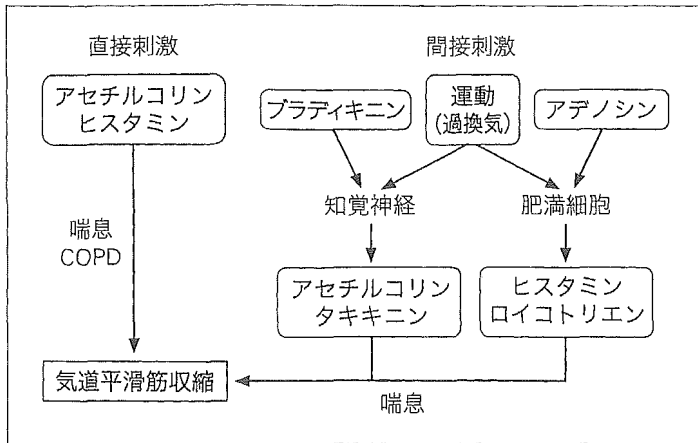 直接刺激
間接刺激
アセチルコリン
ヒスタミン
ブラディキニン
運動
(過換気)
アデノシン
知覚神経
肥満細胞
喘息
COPD
アセチルコリン
タキキニン
ヒスタミン
ロイコトリエン
気道平滑筋収縮
喘息